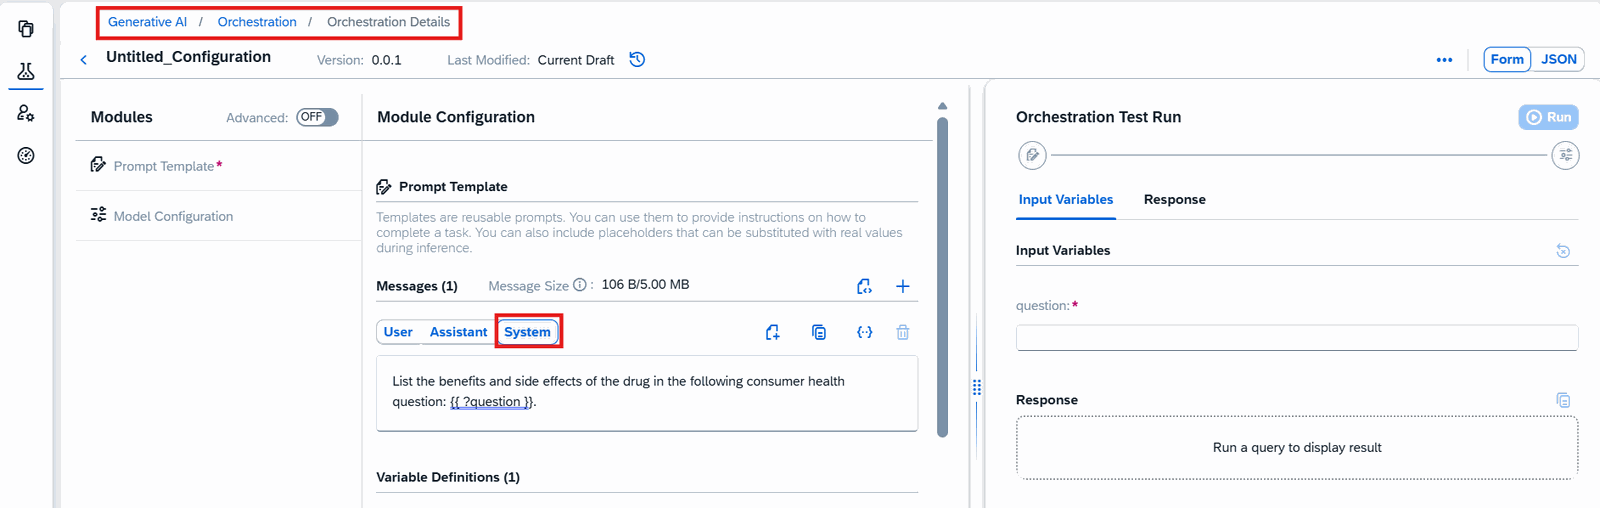 Generative AI / Orchestration / Orchestration Details
Untitled_Configuration Version: 0.0.1 Last Modified: Current Draft
Form JSON
Modules Advanced: OFF
Prompt Template*
Model Configuration
Module Configuration
Prompt Template
Templates are reusable prompts. You can use them to provide instructions on how to
complete a task. You can also include placeholders that can be substituted with real values
during inference.
Messages (1) Message Size : 106 B/5.00 MB
User Assistant System
List the benefits and side effects of the drug in the following consumer health
question: {{ ?question }}.
Variable Definitions (1)
Orchestration Test Run Run
Input Variables Response
Input Variables
question:*
Response
Run a query to display result